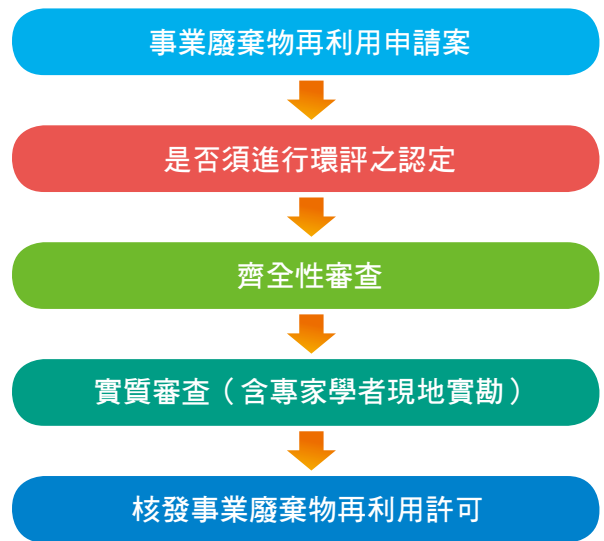 事業廢棄物再利用申請案
是否須進行環評之認定
齊全性審查
實質審查（含專家學者現地實勘）
核發事業廢棄物再利用許可